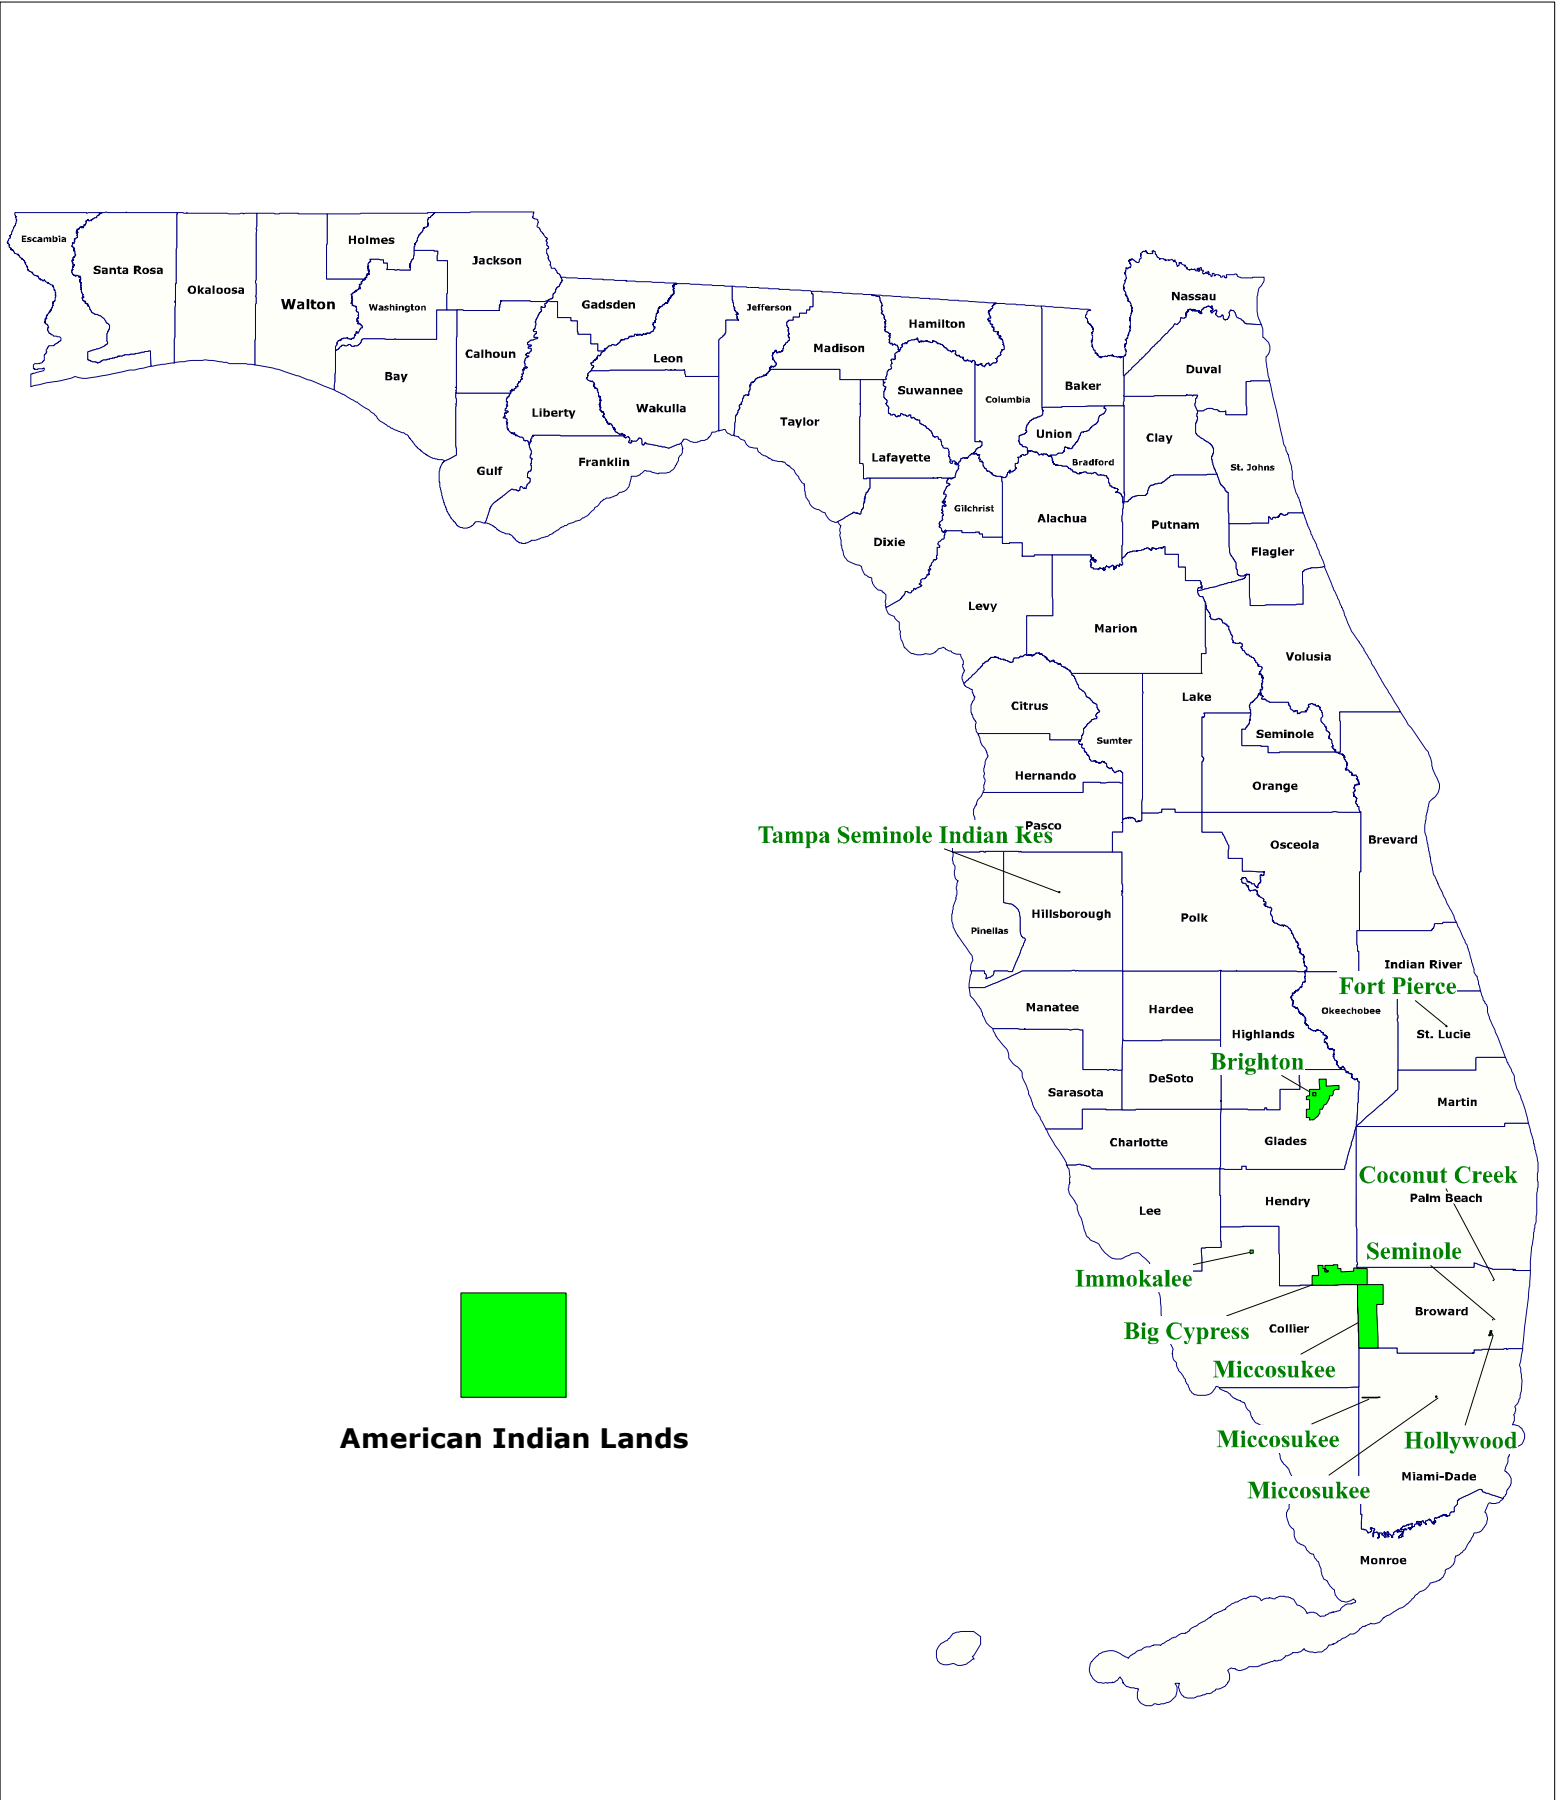 Escambia
Holmes
Jackson
Santa Rosa
Okaloosa
Walton
Washington
Gadsden
Jefferson
Nassau
Hamilton
Madison
Calhoun
Leon
Duval
Bay
Baker
Suwannee
Columbia
Liberty
Wakulla
Taylor
Union
Clay
Lafayette
Franklin
Bradford
St. Johns
Gulf
Gilchrist
Alachua
Putnam
Dixie
Flagler
Levy
Marion
Volusia
Lake
Citrus
Seminole
Sumter
Hernando
Orange
Pasco
Tampa Seminole Indian Res
Brevard
Osceola
Hillsborough
Polk
Pinellas
Indian River
Fort Pierce
Manatee
Hardee
Okeechobee
Highlands
St. Lucie
Brighton
DeSoto
Sarasota
Martin
Charlotte
Glades
Coconut Creek
Palm Beach
Hendry
Lee
Seminole
Immokalee
Broward
Big Cypress
Collier
Miccosukee
American Indian Lands
Miccosukee
Hollywood
Miami-Dade
Miccosukee
Monroe